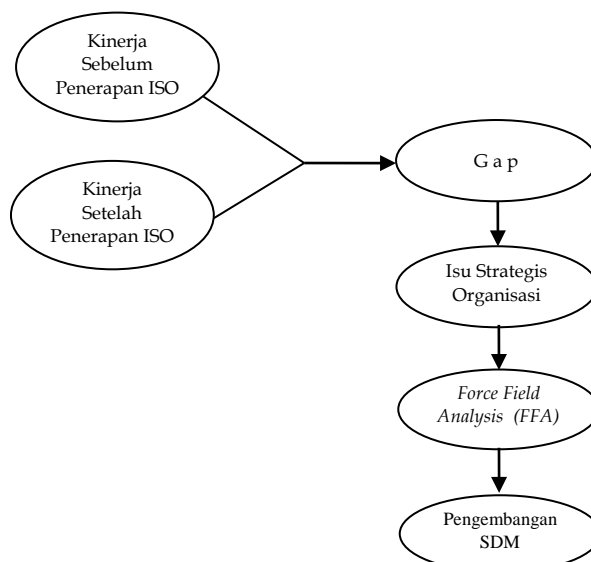 Kinerja
Sebelum
Penerapan ISO
Kinerja
Setelah
Penerapan ISO
G a p
Isu Strategis
Organisasi
Force Field
Analysis (FFA)
Pengembangan
SDM